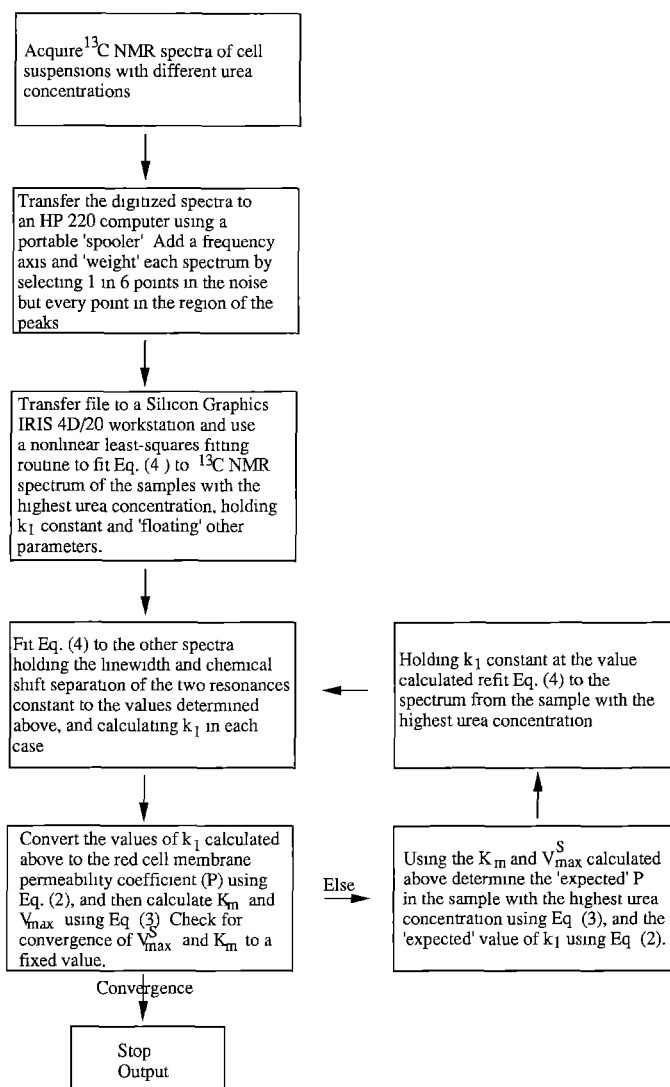 Acquire 13C NMR spectra of cell
suspensions with different urea
concentrations
Transfer the digitized spectra to
an HP 220 computer using a
portable 'spooler' Add a frequency
axis and 'weight' each spectrum by
selecting 1 in 6 points in the noise
but every point in the region of the
peaks
Transfer file to a Silicon Graphics
IRIS 4D/20 workstation and use
a nonlinear least-squares fitting
routine to fit Eq. (4 ) to 13C NMR
spectrum of the samples with the
highest urea concentration, holding
k1 constant and 'floating' other
parameters.
Fit Eq. (4) to the other spectra
holding the linewidth and chemical
shift separation of the two resonances
constant to the values determined
above, and calculating k1 in each
case
Holding k1 constant at the value
calculated refit Eq. (4) to the
spectrum from the sample with the
highest urea concentration
Convert the values of k1 calculated
above to the red cell membrane
permeability coefficient (P) using
Eq. (2), and then calculate Km and
Vmax using Eq (3) Check for
convergence of VSmax and Km to a
fixed value.
Else
Using the Km and VSmax calculated
above determine the 'expected' P
in the sample with the highest urea
concentration using Eq (3), and the
'expected' value of k1 using Eq (2).
Convergence
Stop
Output